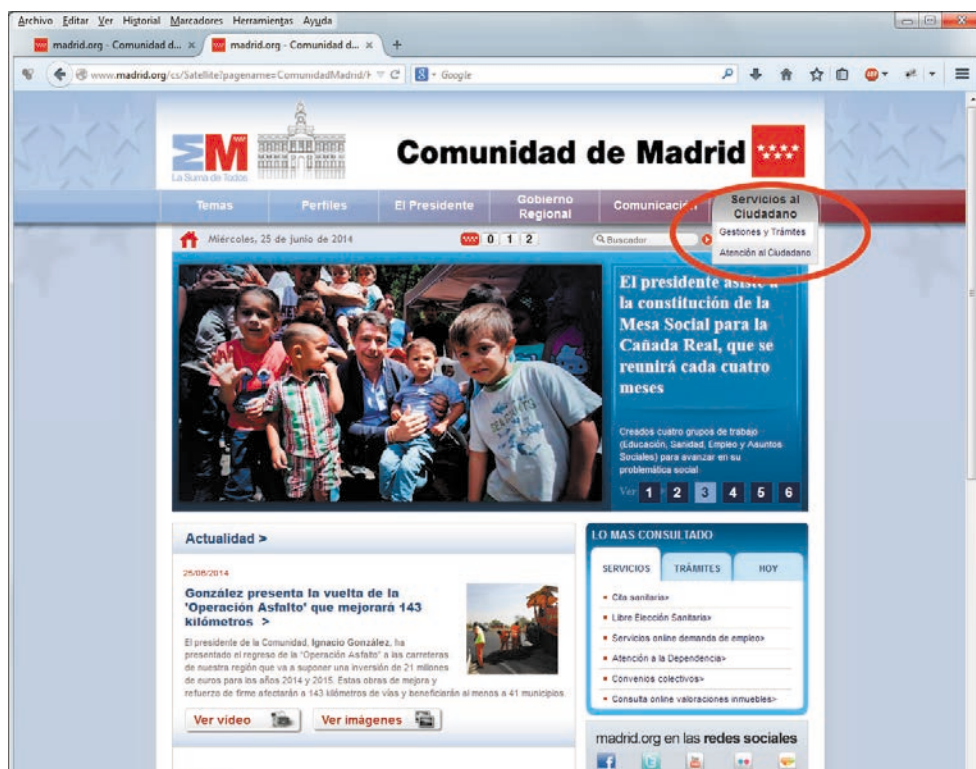 Archivo Editar Ver Historial Marcadores Herramientas Ayuda
madrid.org - Comunidad d... × madrid.org - Comunidad d... × +
www.madrid.org/cs/Satellite?pagename=ComunidadMadrid/H Google
EM
La Suma de Todos
Comunidad de Madrid
Temas Perfiles El Presidente Gobierno Regional Comunicación Servicios al Ciudadano
Gestiones y Trámites
Atención al Ciudadano
Miércoles, 25 de junio de 2014 0 1 2 Buscador
El presidente asiste a
la constitución de la
Mesa Social para la
Cañada Real, que se
reunirá cada cuatro
meses
Creados cuatro grupos de trabajo
(Educación, Sanidad, Empleo y Asuntos
Sociales) para avanzar en su
problemática social
Ver 1 2 3 4 5 6
Actualidad >
25/06/2014
González presenta la vuelta de la
'Operación Asfalto' que mejorará 143
kilómetros >
El presidente de la Comunidad, Ignacio González, ha
presentado el regreso de la "Operación Asfalto" a las carreteras
de nuestra región que va a suponer una inversión de 21 millones
de euros para los años 2014 y 2015. Estas obras de mejora y
refuerzo de firme afectarán a 143 kilómetros de vías y beneficiarán al menos a 41 municipios.
Ver video Ver imágenes
LO MAS CONSULTADO
SERVICIOS TRÁMITES HOY
Cita sanitaria>
Libre Elección Sanitaria>
Servicios online demanda de empleo>
Atención a la Dependencia>
Convenios colectivos>
Consulta online valoraciones inmuebles>
madrid.org en las redes sociales